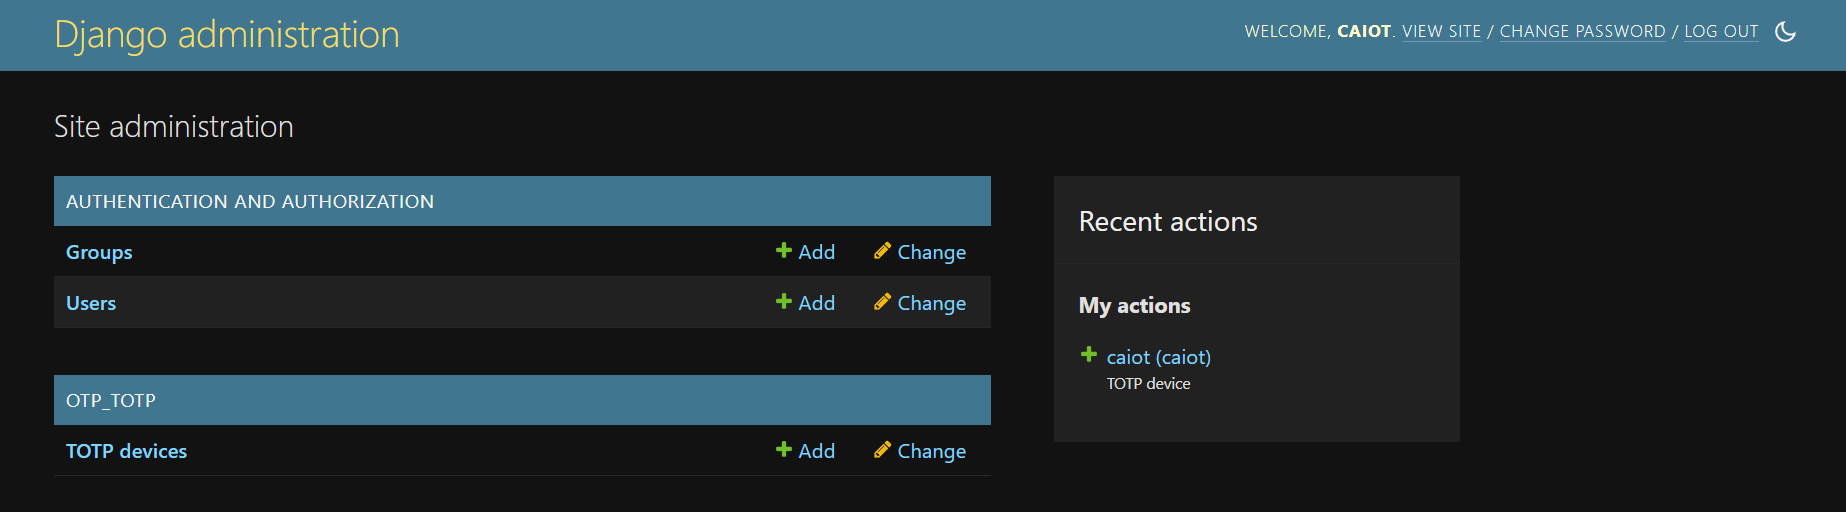 Django administration
WELCOME, CAIOT. VIEW SITE / CHANGE PASSWORD / LOG OUT
Site administration
AUTHENTICATION AND AUTHORIZATION
Groups Add Change
Users Add Change
OTP_TOTP
TOTP devices Add Change
Recent actions
My actions
caiot (caiot)
TOTP device